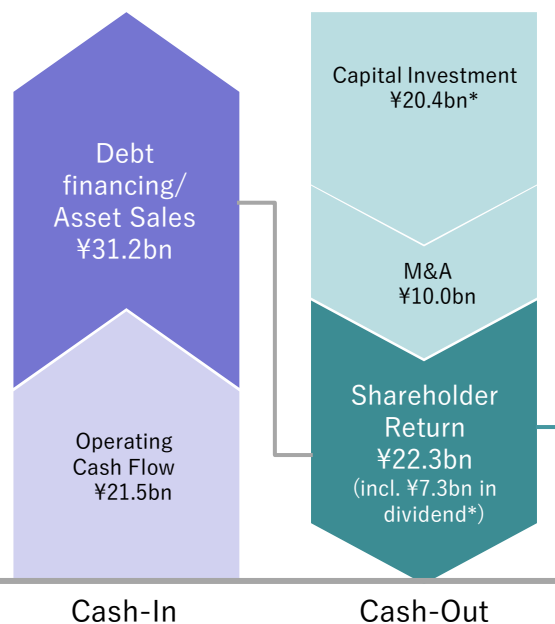 Debt
financing/
Asset Sales
¥31.2bn
Operating
Cash Flow
¥21.5bn
Cash-In
Capital Investment
¥20.4bn*
M&A
¥10.0bn
Shareholder
Return
¥22.3bn
(incl. ¥7.3bn in
dividend*)
Cash-Out